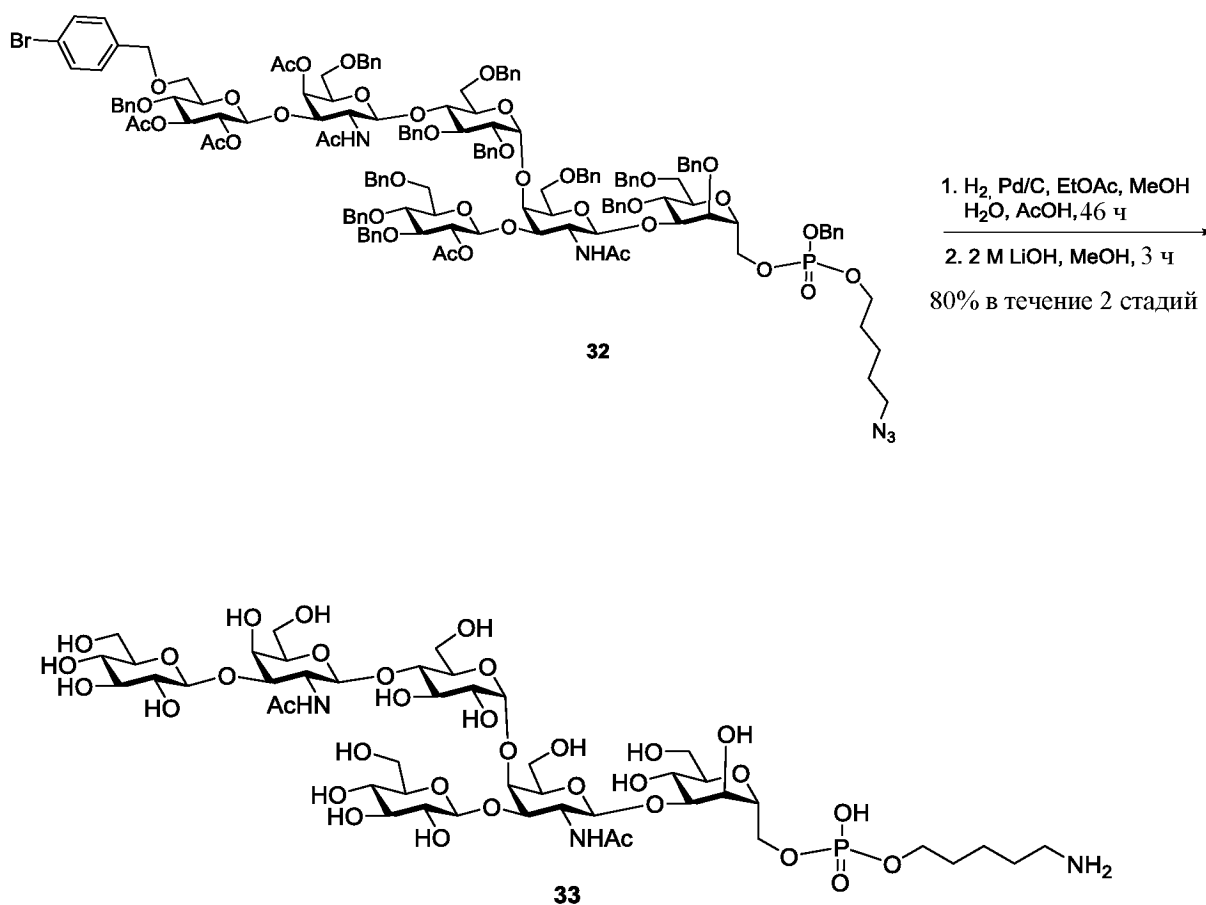 Br
O
BnO
AcO
AcO
O
O
AcO
OBn
O
AcHN
O
O
OBn
O
BnO
BnO
O
BnO
BnO
BnO
O
AcO
O
OBn
O
NHAc
O
BnO
BnO
OBn
O
O
OBn
P
O
O
N3
32
1. H2, Pd/C, EtOAc, MeOH
H2O, AcOH, 46 ч
2. 2 M LiOH, MeOH, 3 ч
80% в течение 2 стадий
HO
HO
HO
OH
O
O
HO
OH
O
AcHN
O
O
OH
O
HO
HO
O
HO
HO
HO
OH
O
O
OH
O
NHAc
O
HO
HO
OH
O
O
OH
P
O
O
NH2
33